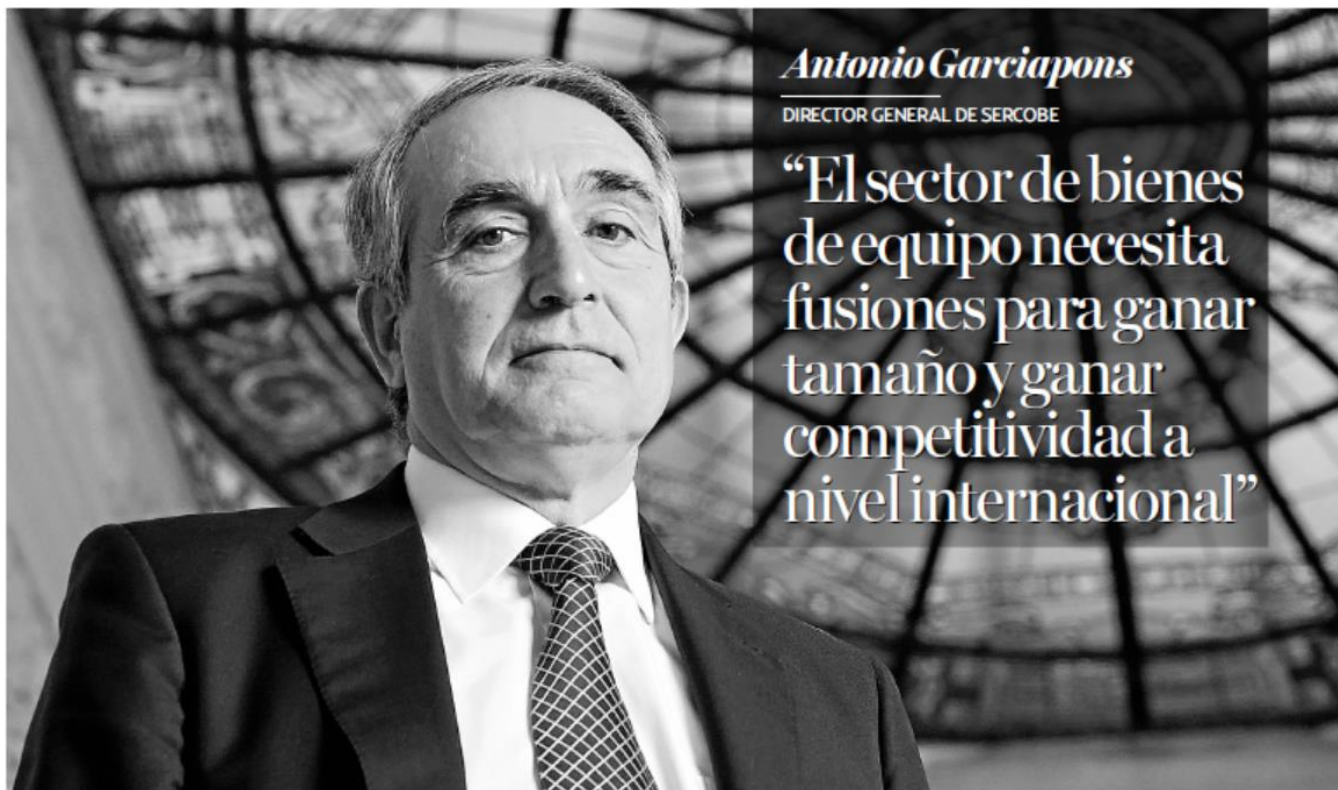 Antonio Garciapons
DIRECTOR GENERAL DE SERCOBE
“El sector de bienes
de equipo necesita
fusiones para ganar
tamaño y ganar
competitividad a
nivel internacional”